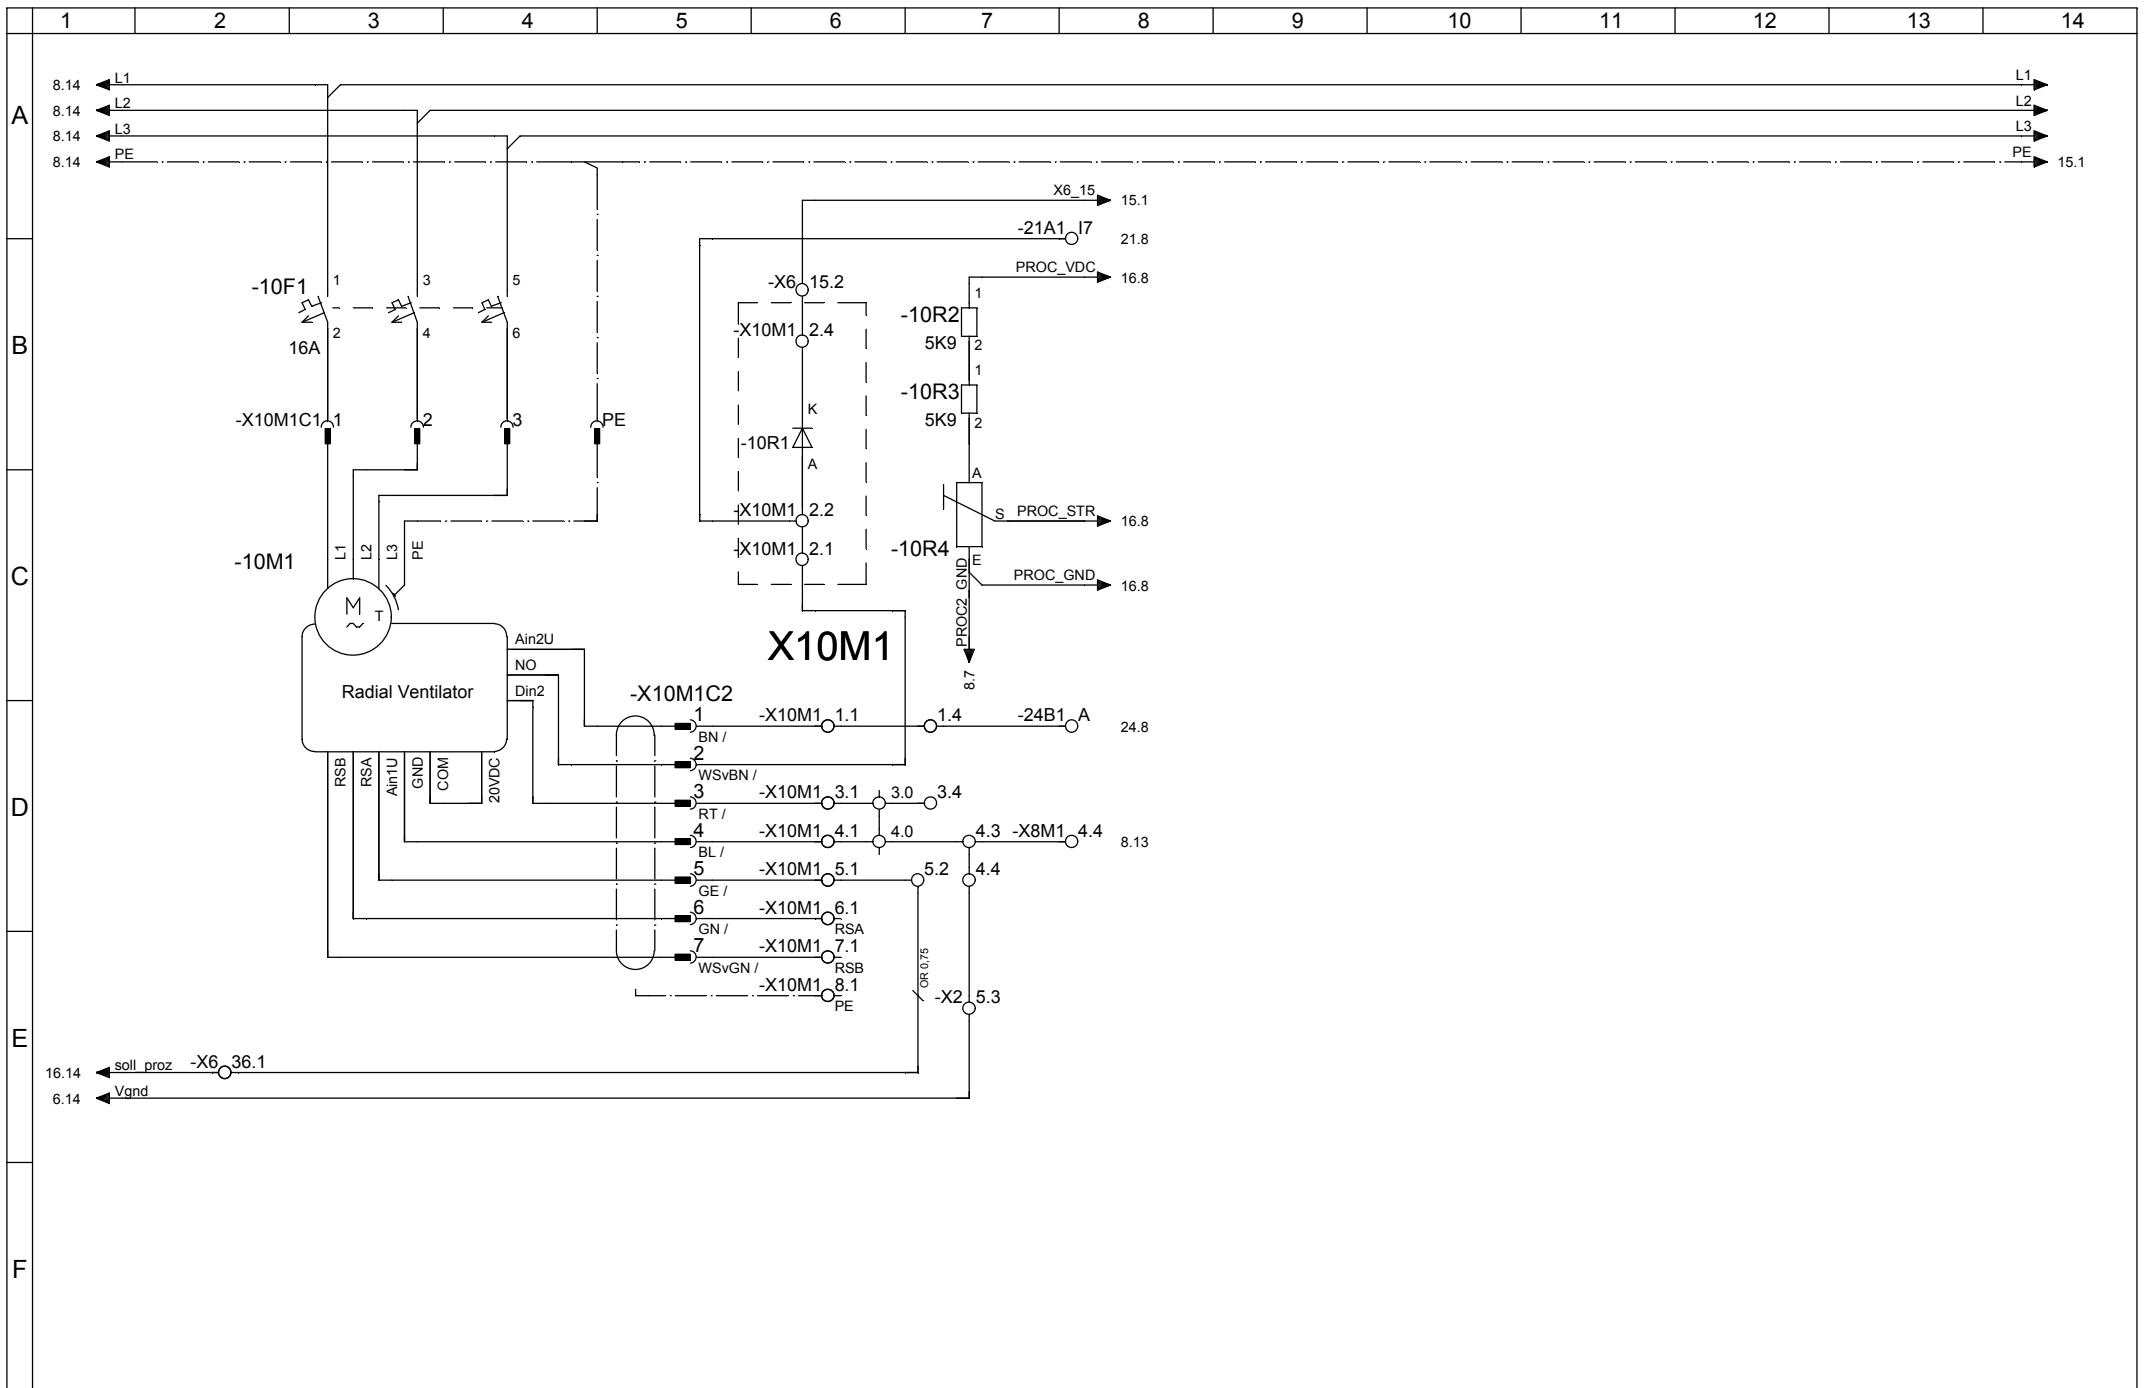 1 2 3 4 5 6 7 8 9 10 11 12 13 14
A
8.14 L1 L1
8.14 L2 L2
8.14 L3 L3
8.14 PE PE 15.1
X6_15 15.1
-21A1 I7 21.8
B
-10F1 1 3 5
2 4 6
16A
-X6 15.2
PROC_VDC 16.8
-X10M1 2.4
-10R2 1
5K9 2
-10R3 1
5K9 2
-X10M1C1 1 2 3 PE
K
-10R1
A
C
-X10M1 2.2
-X10M1 2.1
A
S PROC_STR 16.8
-10R4
E
PROC_GND 16.8
PROC2_GND
8.7
-10M1
L1
L2
L3
PE
M
T
X10M1
Radial Ventilator
Ain2U
NO
Din2
D
RSB
RSA
Ain1U
GND
COM
20VDC
-X10M1C2
1 -X10M1 1.1 1.4 -24B1 A 24.8
BN /
2
WSvBN /
3 -X10M1 3.1 3.0 3.4
RT /
4 -X10M1 4.1 4.0 4.3 -X8M1 4.4 8.13
BL /
5 -X10M1 5.1 5.2 4.4
GE /
6 -X10M1 6.1
GN / RSA
E
7 -X10M1 7.1
WSvGN / RSB
-X10M1 8.1
PE
OR 0,75
-X2 5.3
16.14 soll_proz -X6 36.1
6.14 Vgnd
F